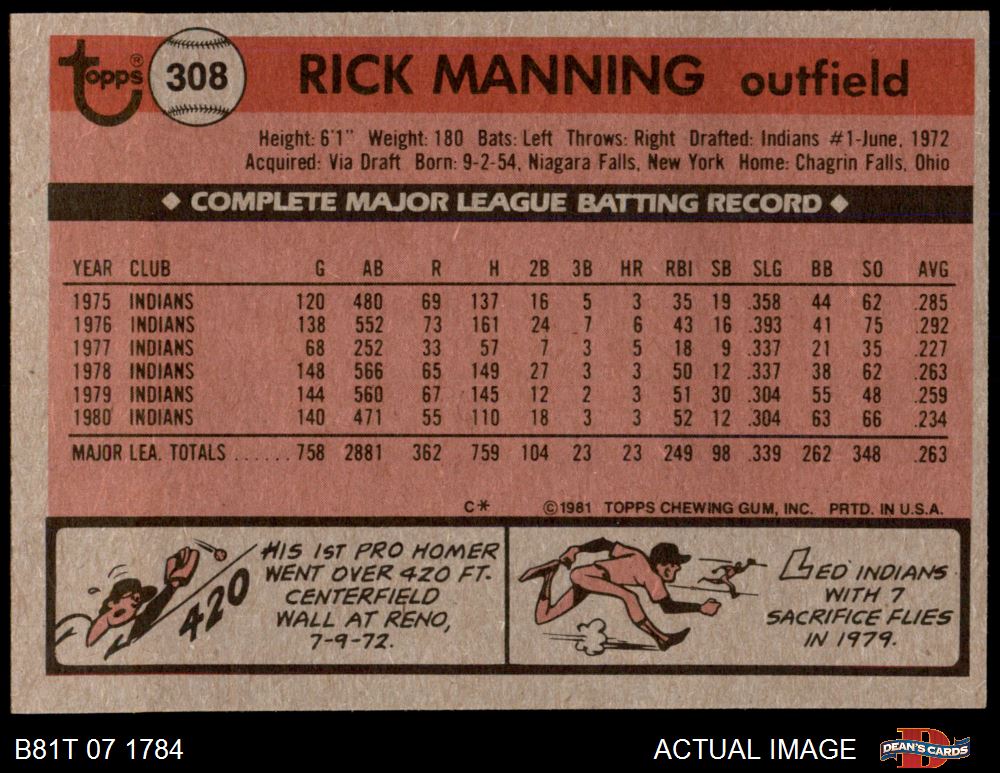 Topps® 308 RICK MANNING outfield
Height: 6'1" Weight: 180 Bats: Left Throws: Right Drafted: Indians #1-June, 1972
Acquired: Via Draft Born: 9-2-54, Niagara Falls, New York Home: Chagrin Falls, Ohio
◆ COMPLETE MAJOR LEAGUE BATTING RECORD ◆
YEAR CLUB G AB R H 2B 3B HR RBI SB SLG BB SO AVG
1975 INDIANS 120 480 69 137 16 5 3 35 19 .358 44 62 .285
1976 INDIANS 138 552 73 161 24 7 6 43 16 .393 41 75 .292
1977 INDIANS 68 252 33 57 7 3 5 18 9 .337 21 35 .227
1978 INDIANS 148 566 65 149 27 3 3 50 12 .337 38 62 .263
1979 INDIANS 144 560 67 145 12 2 3 51 30 .304 55 48 .259
1980 INDIANS 140 471 55 110 18 3 3 52 12 .304 63 66 .234
MAJOR LEA. TOTALS ...... 758 2881 362 759 104 23 23 249 98 .339 262 348 .263
C* ©1981 TOPPS CHEWING GUM, INC. PRTD. IN U.S.A.
420
HIS 1ST PRO HOMER
WENT OVER 420 FT.
CENTERFIELD
WALL AT RENO,
7-9-72.
LED INDIANS
WITH 7
SACRIFICE FLIES
IN 1979.
B81T 07 1784 ACTUAL IMAGE DEAN'S CARDS